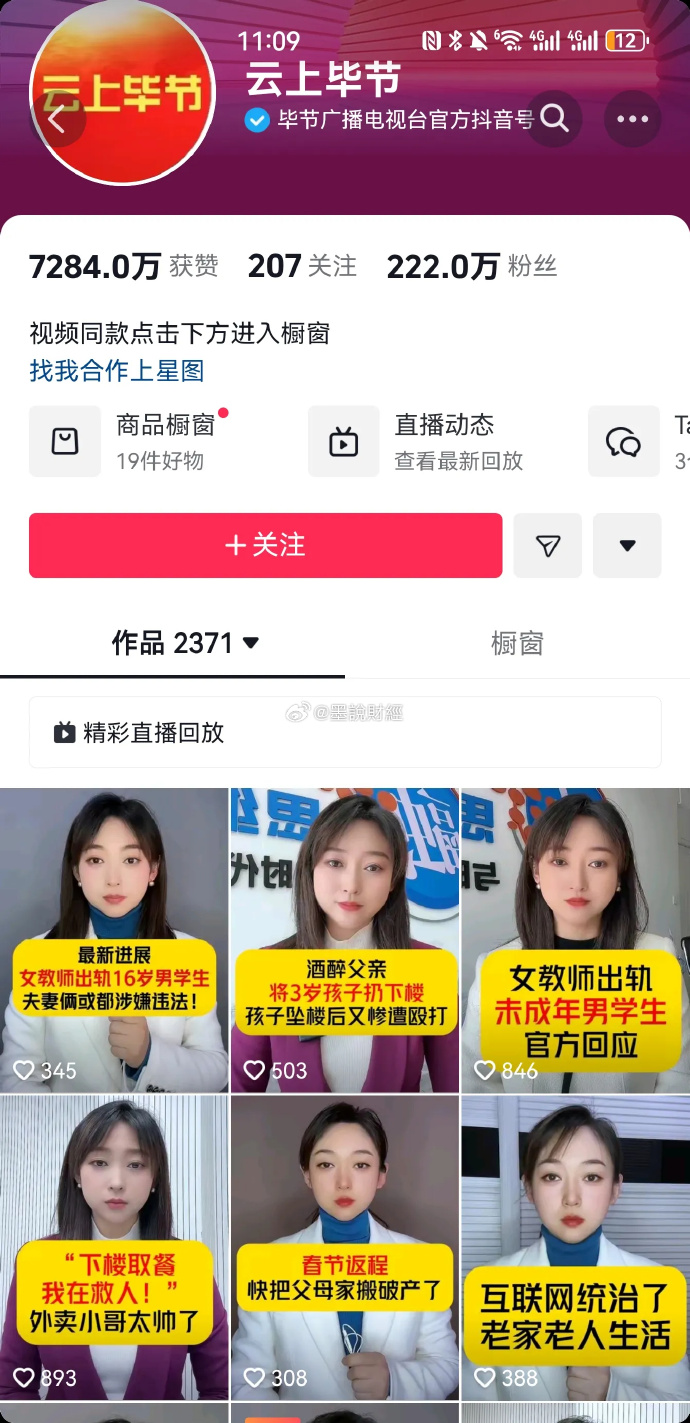 11:09
6
4G
4G
12
云上毕节
云上毕节
毕节广播电视台官方抖音号
7284.0万 获赞 207 关注 222.0万 粉丝
视频同款点击下方进入橱窗
找我合作上星图
商品橱窗
19件好物
直播动态
查看最新回放
+关注
作品 2371
橱窗
@墨說財經
精彩直播回放
最新进展
女教师出轨16岁男学生
夫妻俩或都涉嫌违法！
345
酒醉父亲
将3岁孩子扔下楼
孩子坠楼后又惨遭殴打
503
女教师出轨
未成年男学生
官方回应
846
“下楼取餐
我在救人！”
外卖小哥太帅了
893
春节返程
快把父母家搬破产了
308
互联网统治了
老家老人生活
388